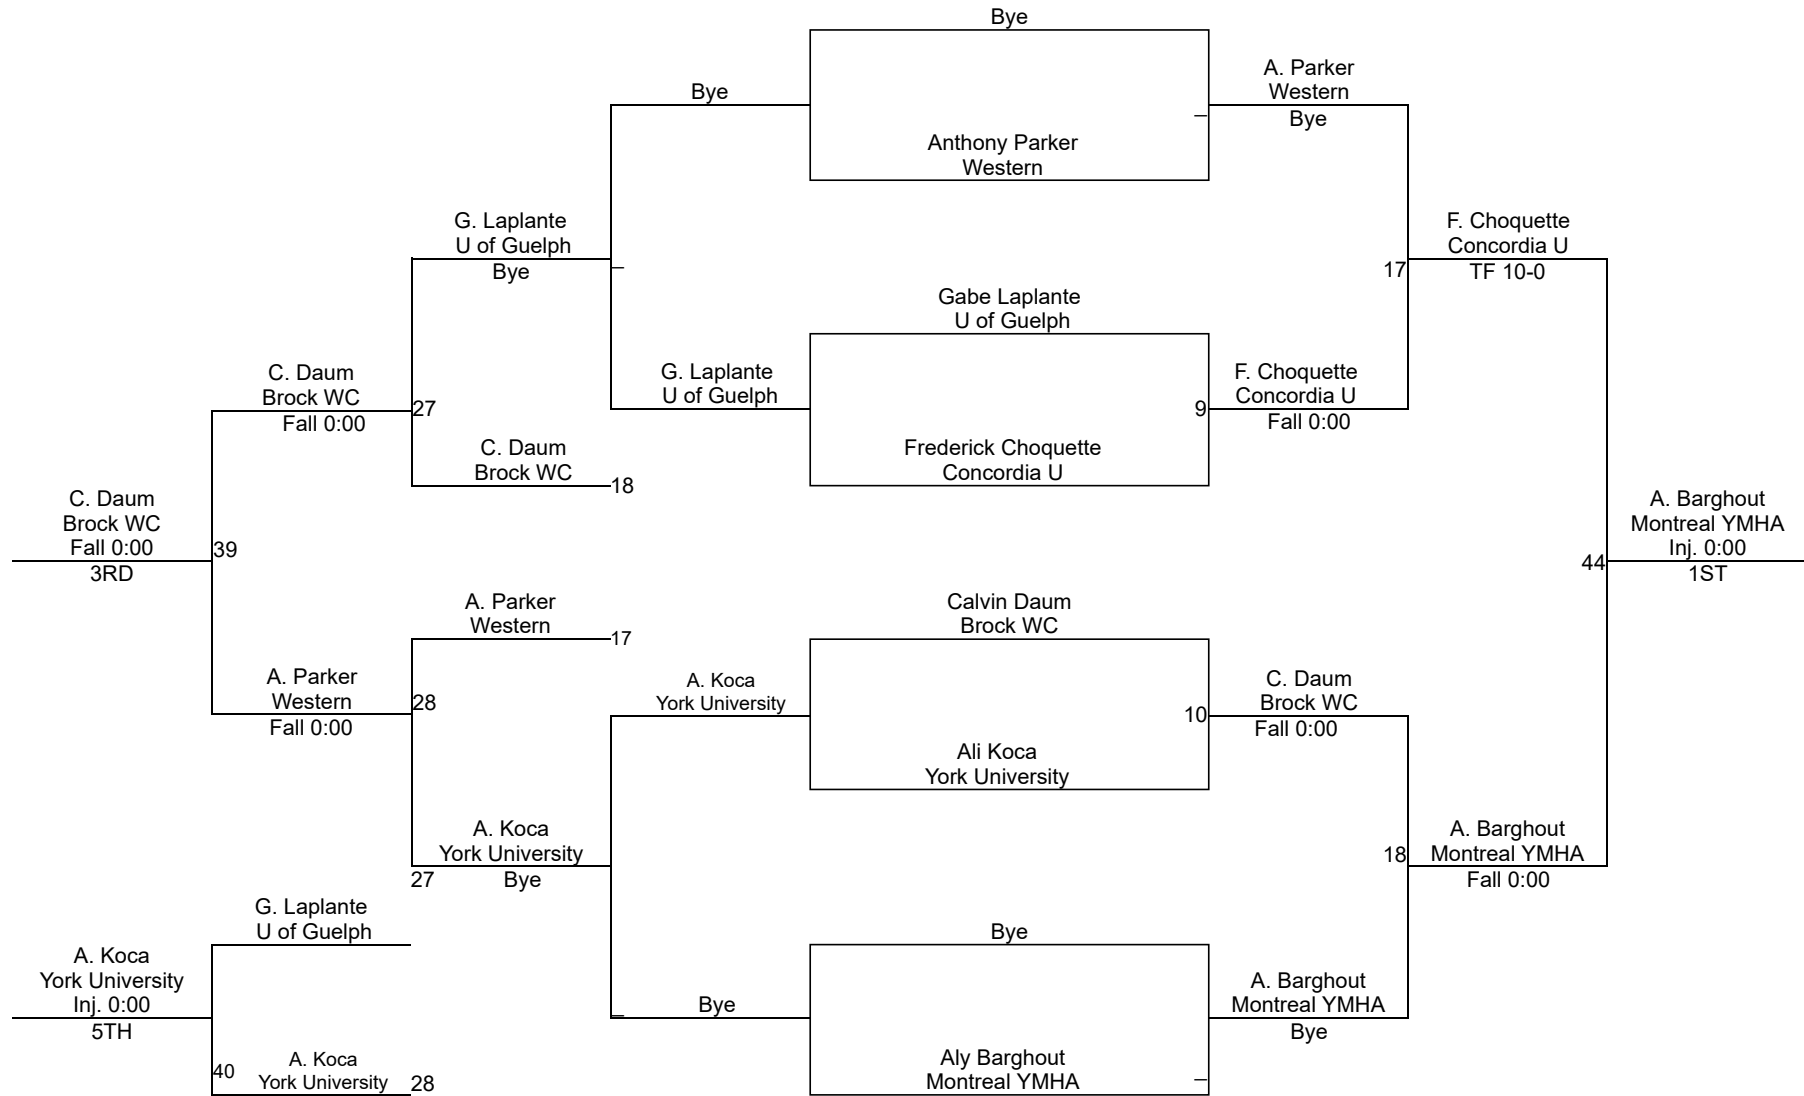 Bye
A. Parker
Western
Bye
Bye
Anthony Parker
Western
G. Laplante
U of Guelph
Bye
F. Choquette
Concordia U
TF 10-0
17
Gabe Laplante
U of Guelph
C. Daum
Brock WC
Fall 0:00
27
G. Laplante
U of Guelph
9
F. Choquette
Concordia U
Fall 0:00
C. Daum
Brock WC
18
Frederick Choquette
Concordia U
C. Daum
Brock WC
Fall 0:00
3RD
39
A. Barghout
Montreal YMHA
Inj. 0:00
1ST
44
A. Parker
Western
17
Calvin Daum
Brock WC
A. Parker
Western
Fall 0:00
28
A. Koca
York University
10
C. Daum
Brock WC
Fall 0:00
Ali Koca
York University
A. Koca
York University
Bye
27
18
A. Barghout
Montreal YMHA
Fall 0:00
G. Laplante
U of Guelph
Bye
A. Koca
York University
Inj. 0:00
5TH
Bye
A. Barghout
Montreal YMHA
Bye
40
A. Koca
York University
28
Aly Barghout
Montreal YMHA